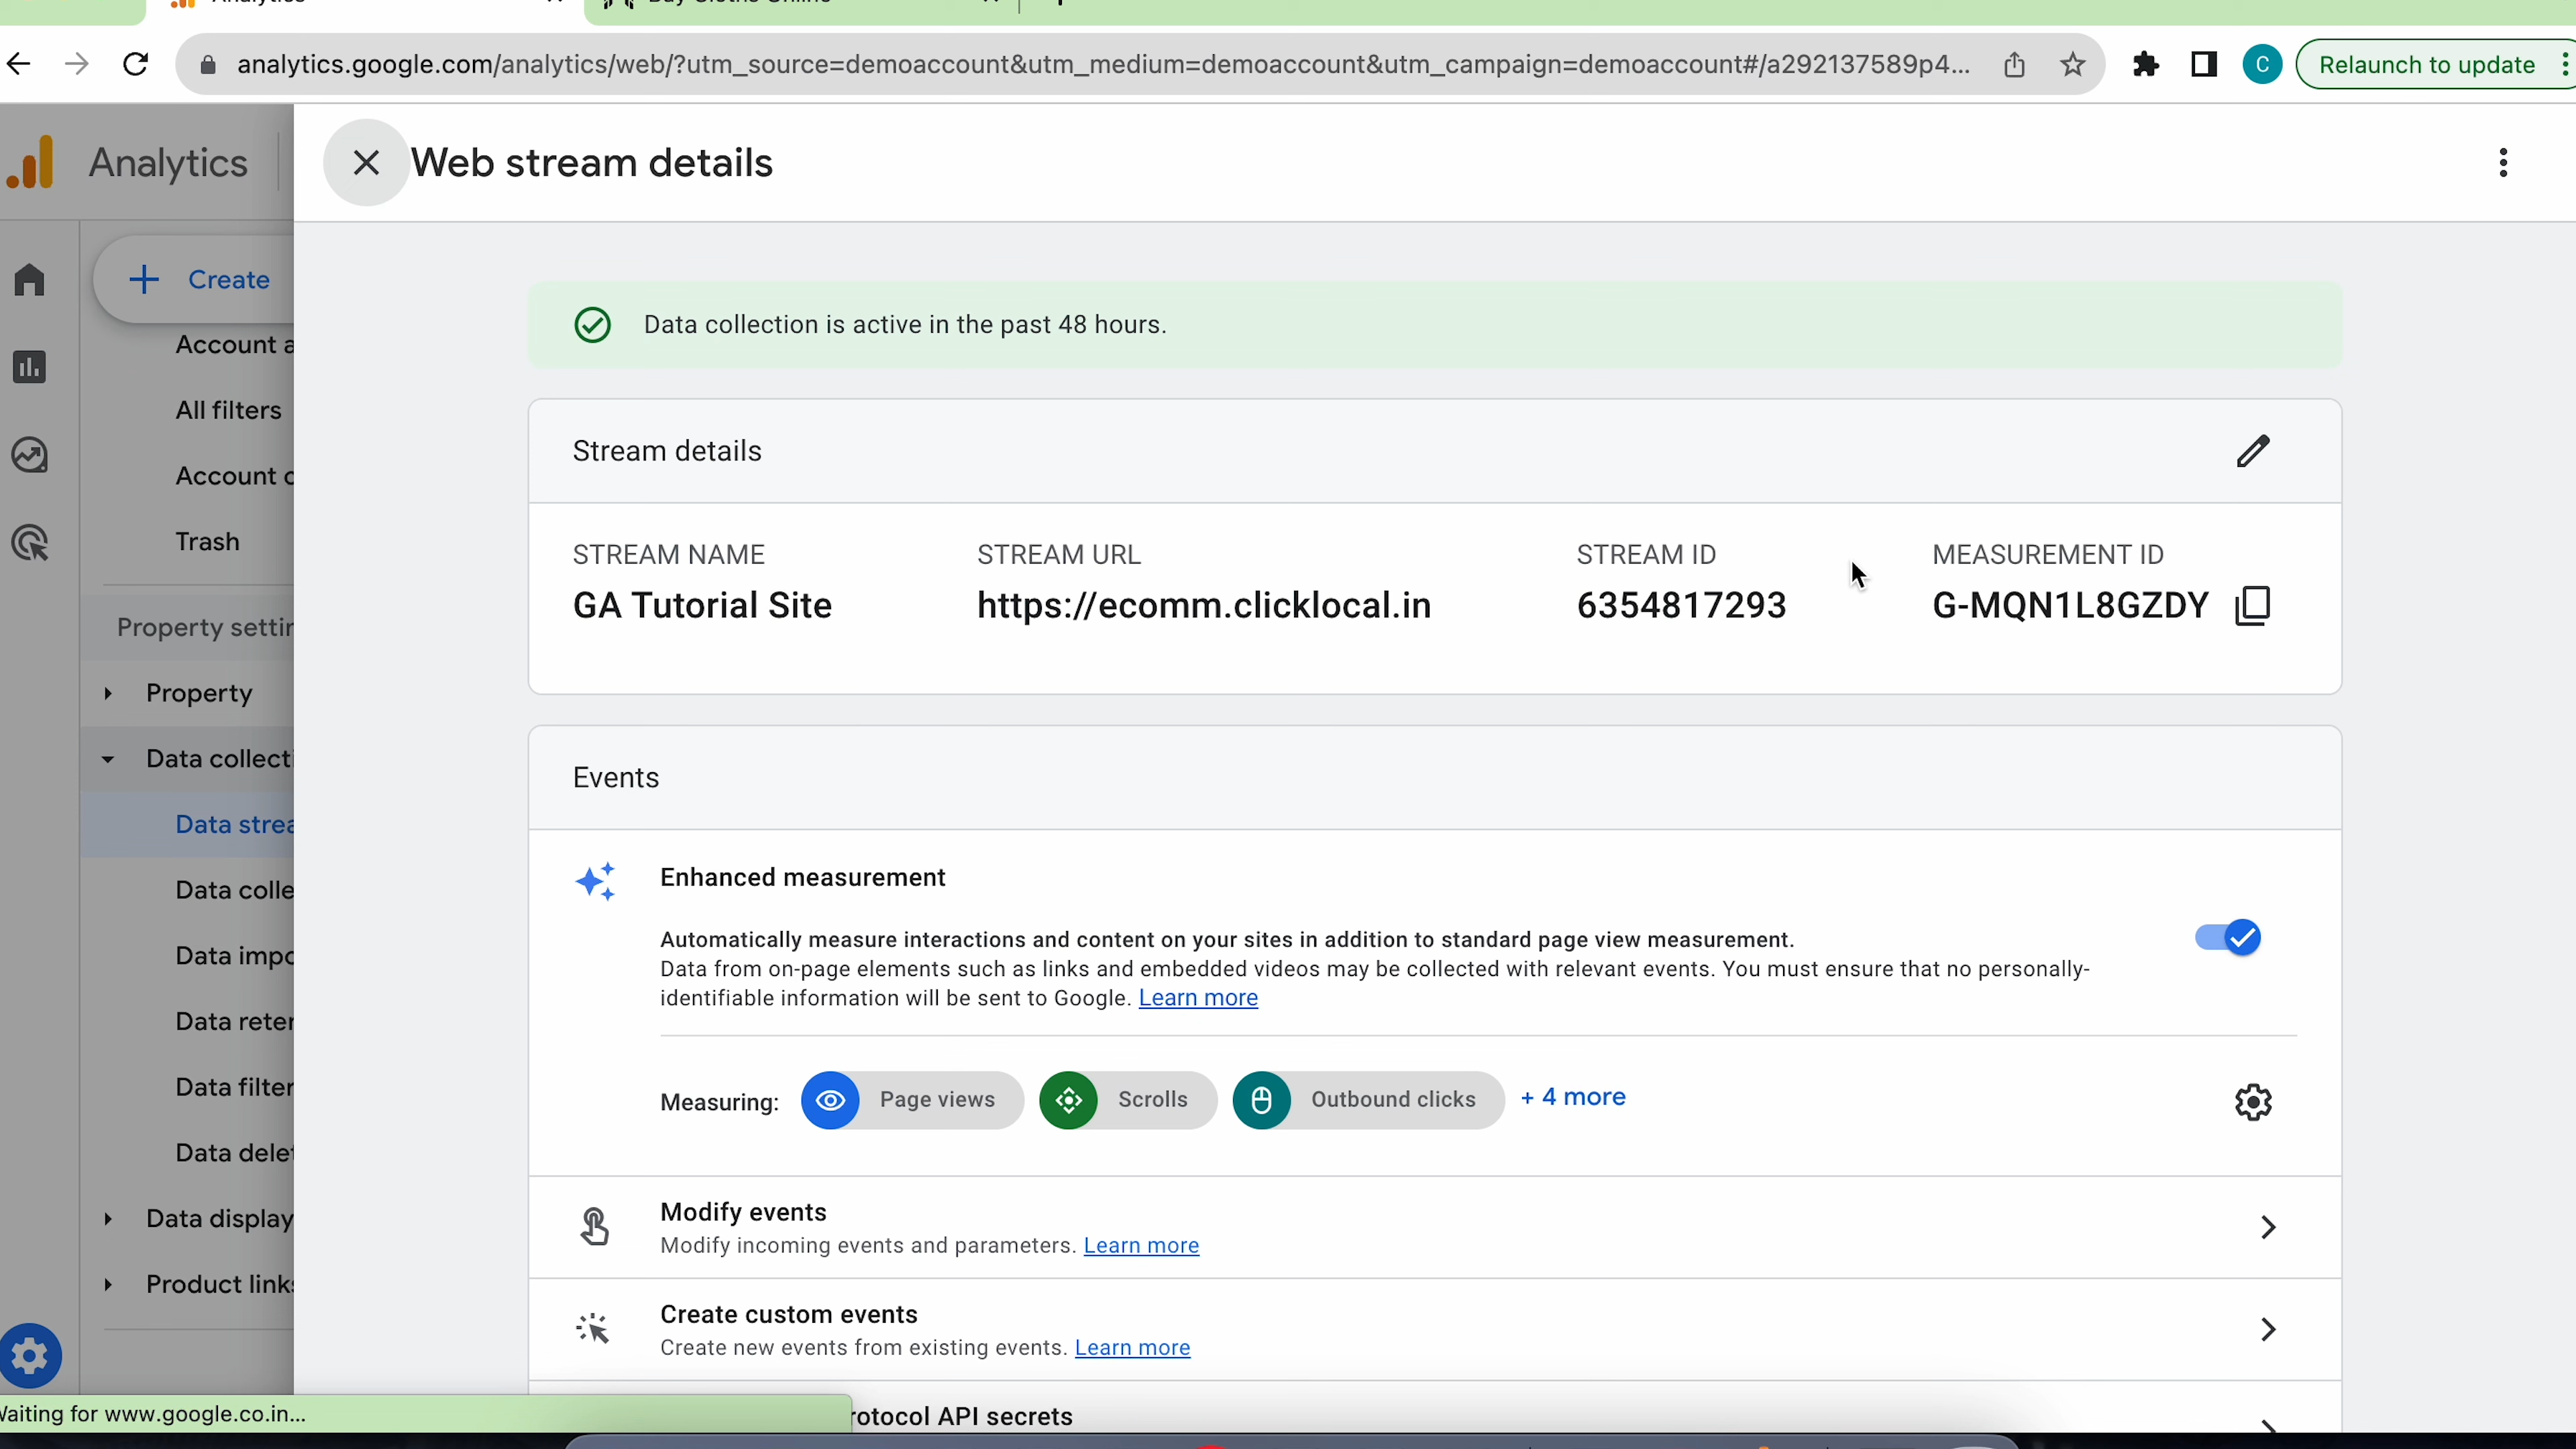 analytics.google.com/analytics/web/?utm_source=demoaccount&utm_medium=demoaccount&utm_campaign=demoaccount#/a292137589p4...
C
Relaunch to update
Analytics
Web stream details
Create
Account a
All filters
Account c
Trash
Property settin
Property
Data collecti
Data strea
Data colle
Data impo
Data reten
Data filter
Data delet
Data display
Product links
Data collection is active in the past 48 hours.
Stream details
STREAM NAME STREAM URL STREAM ID MEASUREMENT ID
GA Tutorial Site https://ecomm.clicklocal.in 6354817293 G-MQN1L8GZDY
Events
Enhanced measurement
Automatically measure interactions and content on your sites in addition to standard page view measurement.
Data from on-page elements such as links and embedded videos may be collected with relevant events. You must ensure that no personally-
identifiable information will be sent to Google. Learn more
Measuring: Page views Scrolls Outbound clicks + 4 more
Modify events
Modify incoming events and parameters. Learn more
Create custom events
Create new events from existing events. Learn more
rotocol API secrets
Waiting for www.google.co.in...